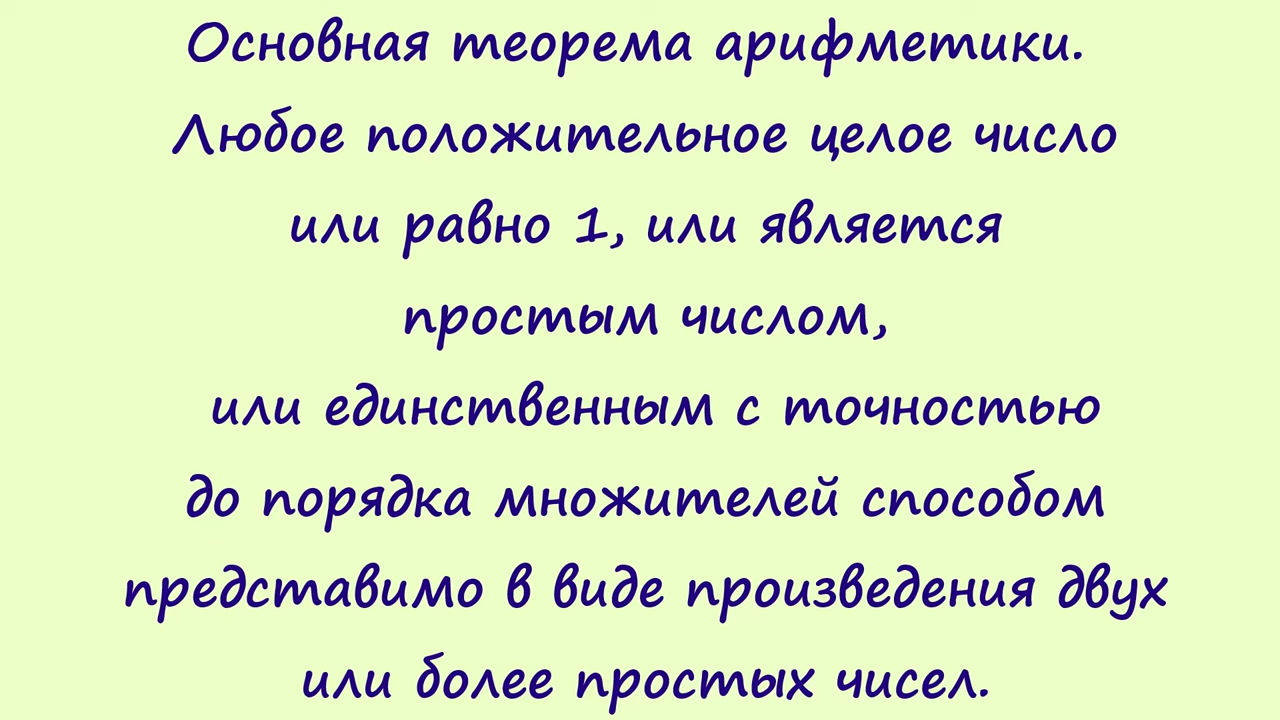 Основная теорема арифметики.
Любое положительное целое число
или равно 1, или является
простым числом,
или единственным с точностью
до порядка множителей способом
представимо в виде произведения двух
или более простых чисел.